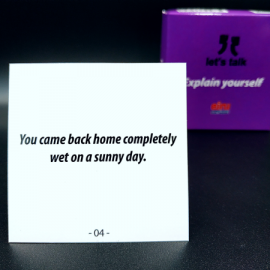 let's talk
Explain yourself
You came back home completely
wet on a sunny day.
- 04 -